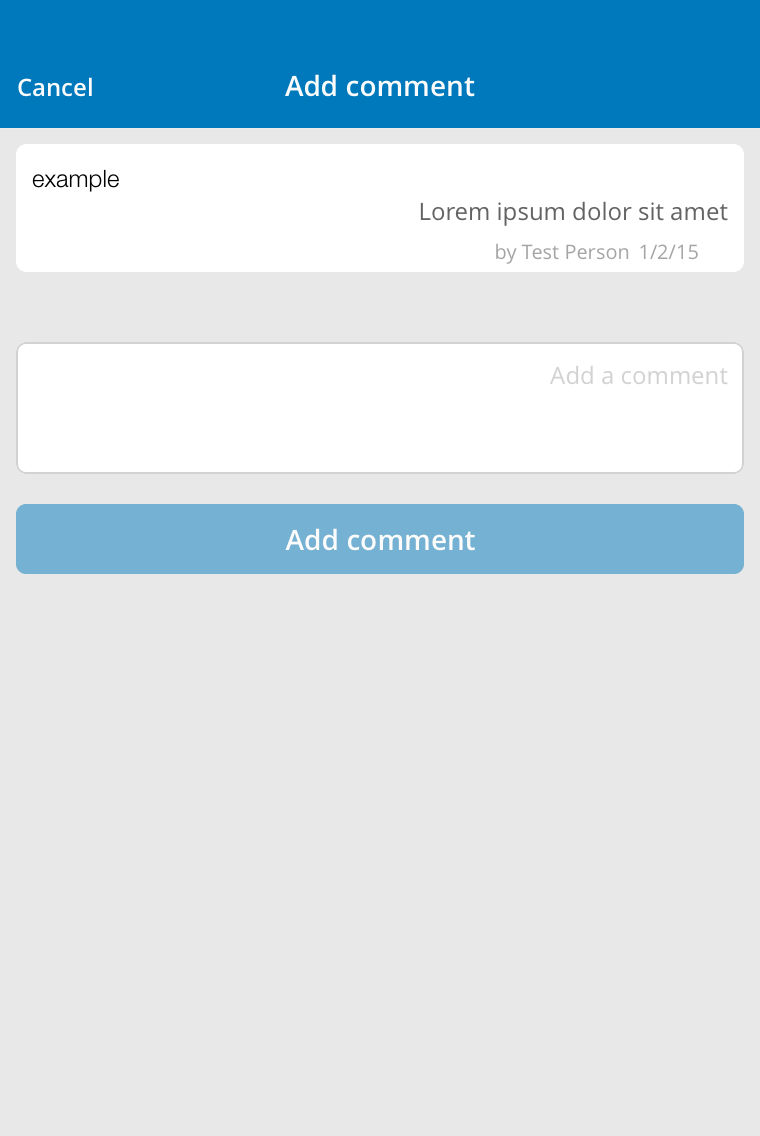 Cancel
Add comment
example
Lorem ipsum dolor sit amet
by Test Person 1/2/15
Add a comment
Add comment